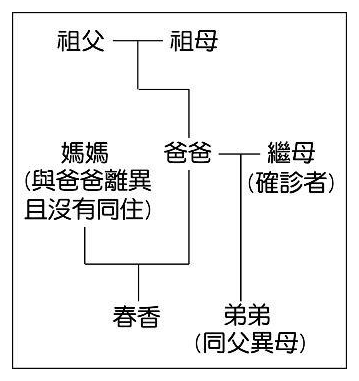 祖父 祖母
媽媽
(與爸爸離異
且沒有同住)
爸爸
繼母
(確診者)
春香
弟弟
(同父異母)